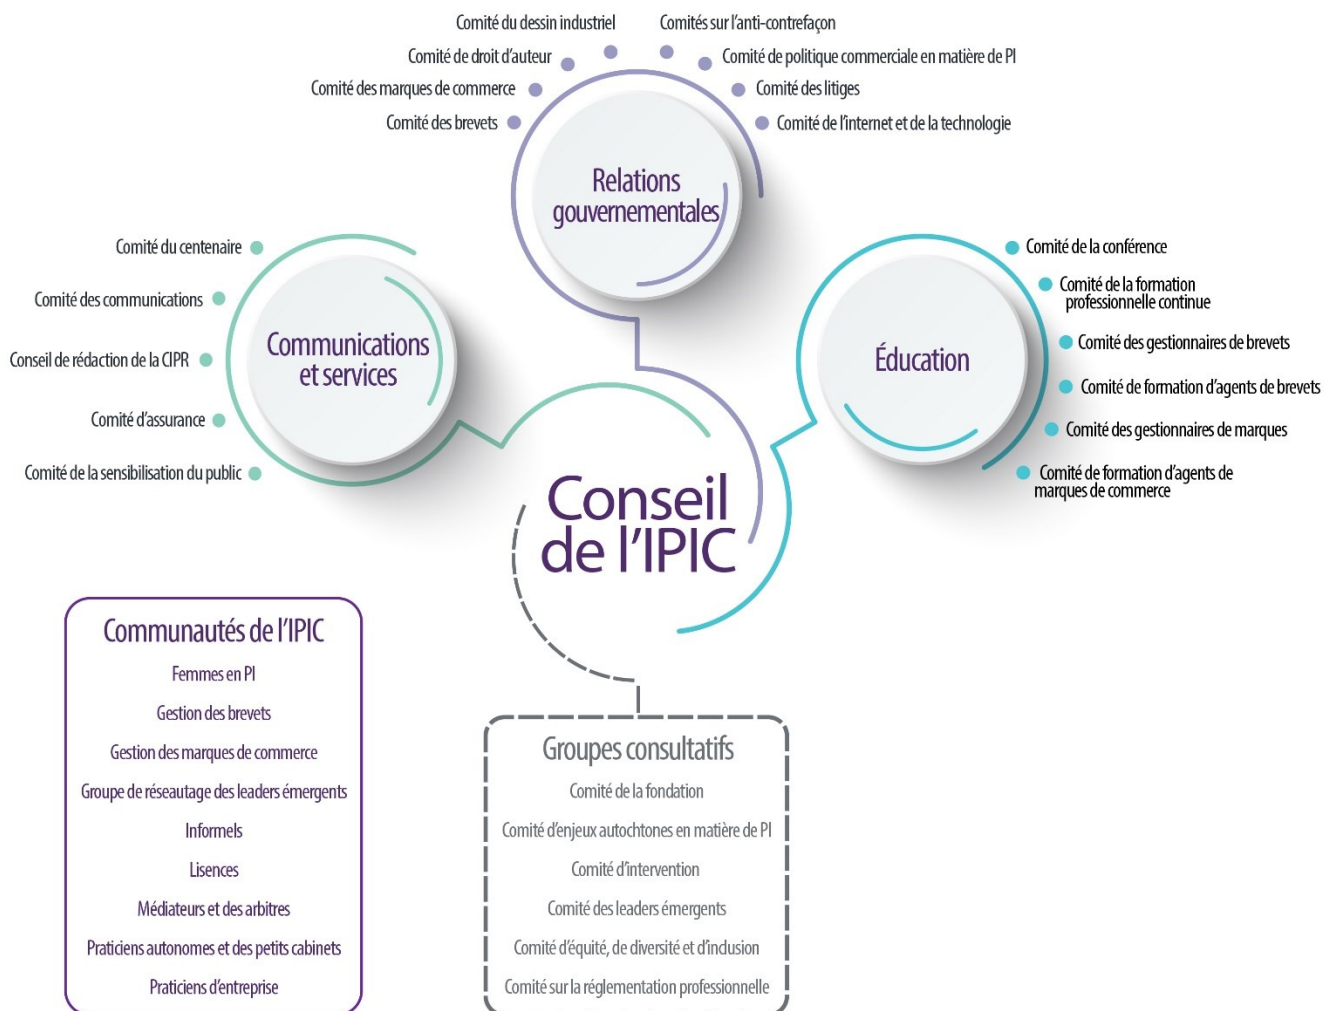 Comité du dessin industriel
Comité de droit d'auteur
Comité des marques de commerce
Comité des brevets
Comités sur l'anti-contrefaçon
Comité de politique commerciale en matière de PI
Comité des litiges
Comité de l'internet et de la technologie
Relations
gouvernementales
Comité du centenaire
Comité des communications
Conseil de rédaction de la CIPR
Comité d'assurance
Comité de la sensibilisation du public
Communications
et services
Éducation
Comité de la conférence
Comité de la formation
professionnelle continue
Comité des gestionnaires de brevets
Comité de formation d'agents de brevets
Comité des gestionnaires de marques
Comité de formation d'agents de
marques de commerce
Conseil
de l'IPIC
Communautés de l'IPIC
Femmes en PI
Gestion des brevets
Gestion des marques de commerce
Groupe de réseautage des leaders émergents
Informels
Lisences
Médiateurs et des arbitres
Praticiens autonomes et des petits cabinets
Praticiens d'entreprise
Groupes consultatifs
Comité de la fondation
Comité d'enjeux autochtones en matière de PI
Comité d'intervention
Comité des leaders émergents
Comité d'équité, de diversité et d'inclusion
Comité sur la réglementation professionnelle